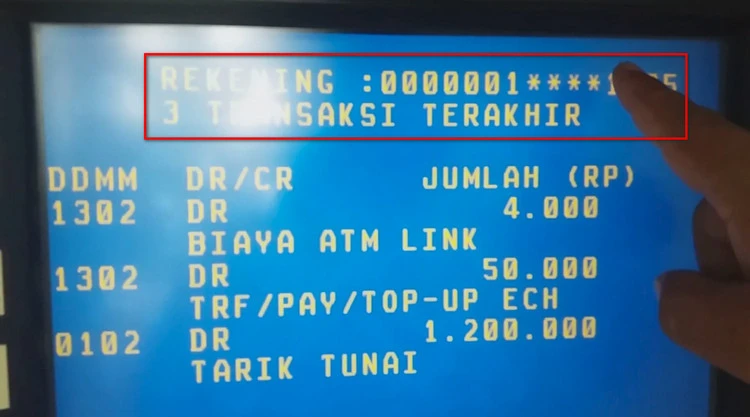 REKENING :0000001****
3 TRANSAKSI TERAKHIR
DDMM DR/CR JUMLAH (RP)
1302 DR 4.000
BIAYA ATM LINK
1302 DR 50.000
TRF/PAY/TOP-UP ECH
0102 DR 1.200.000
TARIK TUNAI